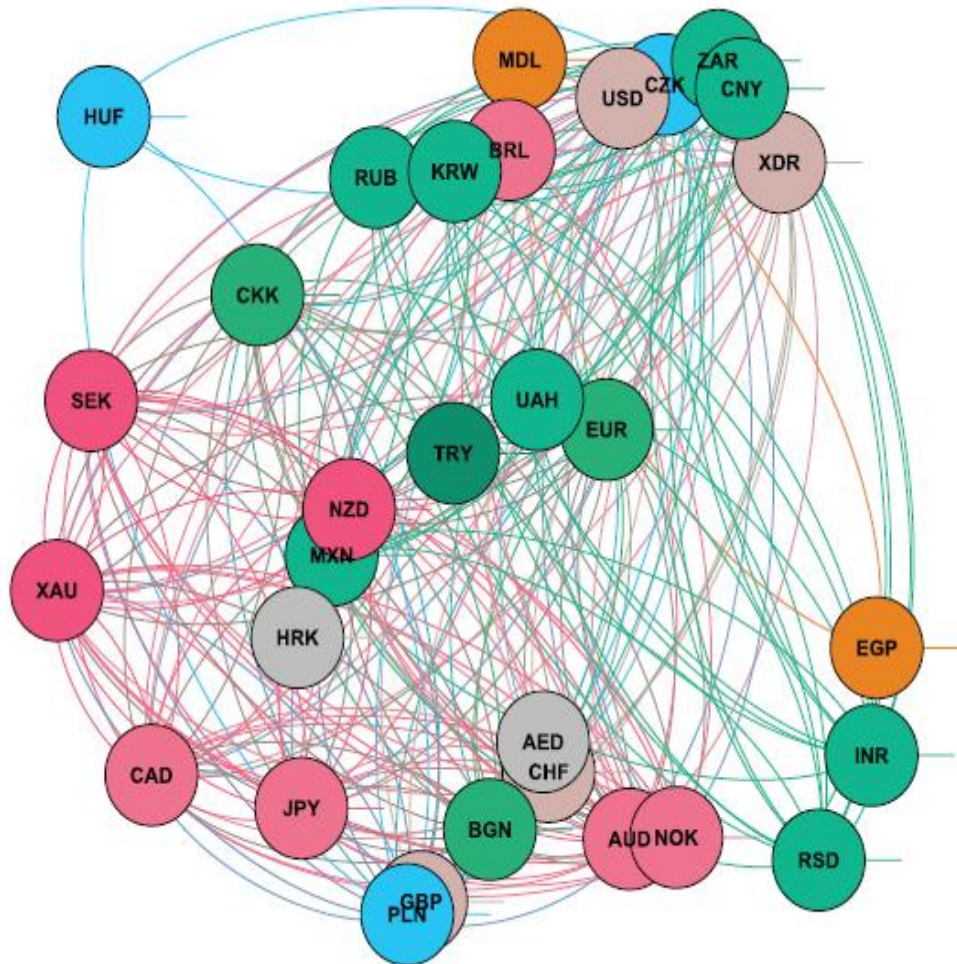 MDL
ZAR
CZK
CNY
USD
HUF
BRL
XDR
KRW
RUB
CKK
SEK
UAH
EUR
TRY
NZD
MXN
XAU
HRK
EGP
AED
INR
CHF
CAD
JPY
BGN
AUD
NOK
RSD
GBP
PLN